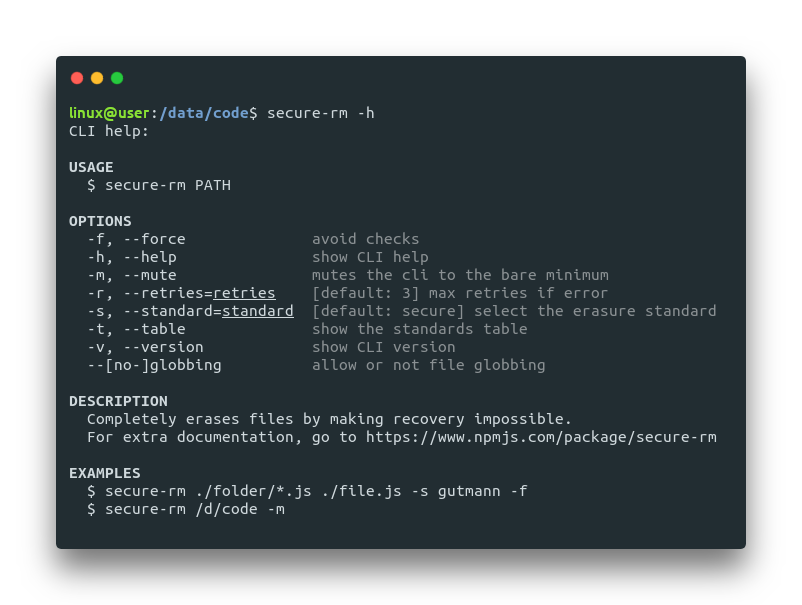 linux@user:/data/code$ secure-rm -h
CLI help:
USAGE
$ secure-rm PATH
OPTIONS
-f, --force avoid checks
-h, --help show CLI help
-m, --mute mutes the cli to the bare minimum
-r, --retries=retries [default: 3] max retries if error
-s, --standard=standard [default: secure] select the erasure standard
-t, --table show the standards table
-v, --version show CLI version
--[no-]globbing allow or not file globbing
DESCRIPTION
Completely erases files by making recovery impossible.
For extra documentation, go to https://www.npmjs.com/package/secure-rm
EXAMPLES
$ secure-rm ./folder/*.js ./file.js -s gutmann -f
$ secure-rm /d/code -m